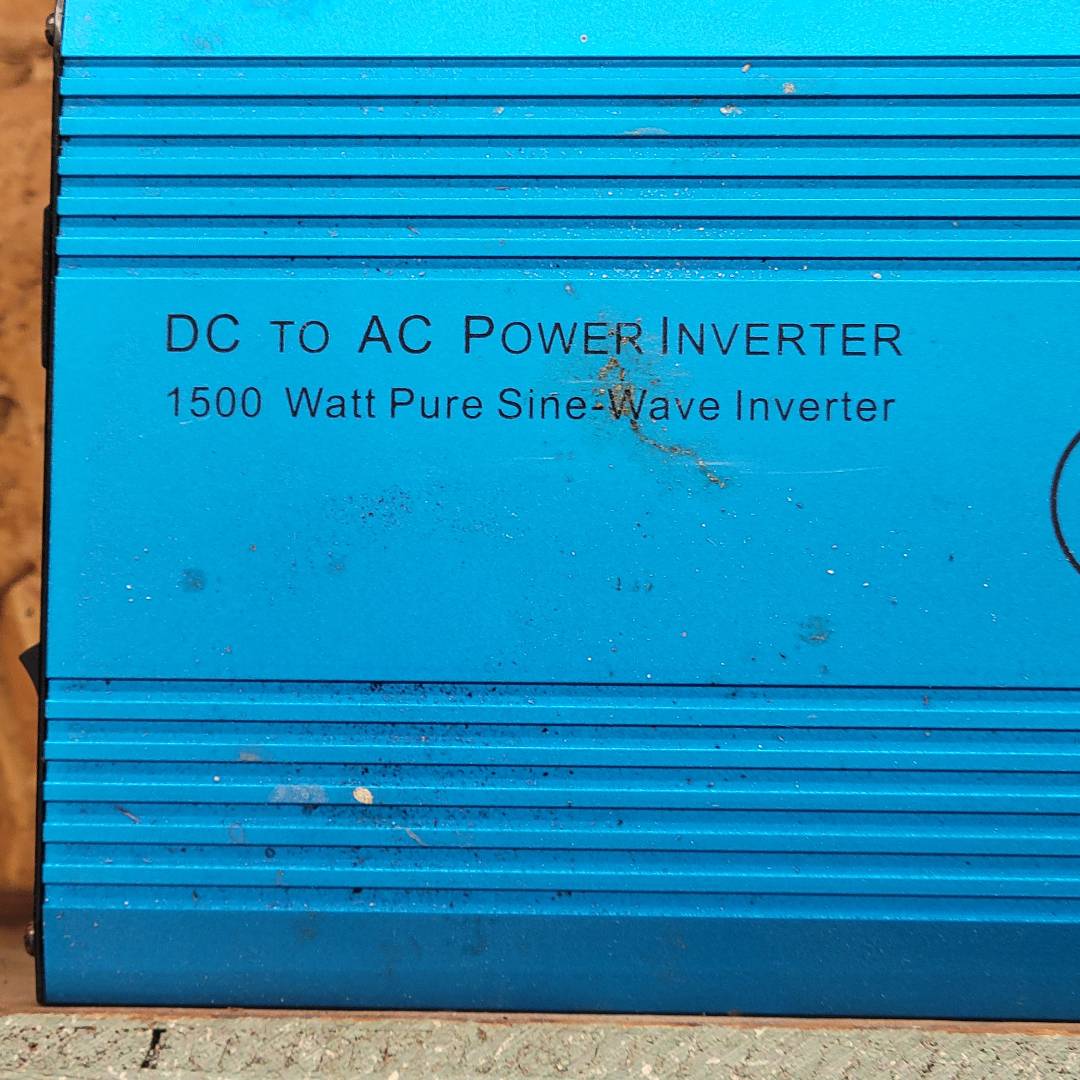 DC TO AC POWER INVERTER
1500 Watt Pure Sine-Wave Inverter